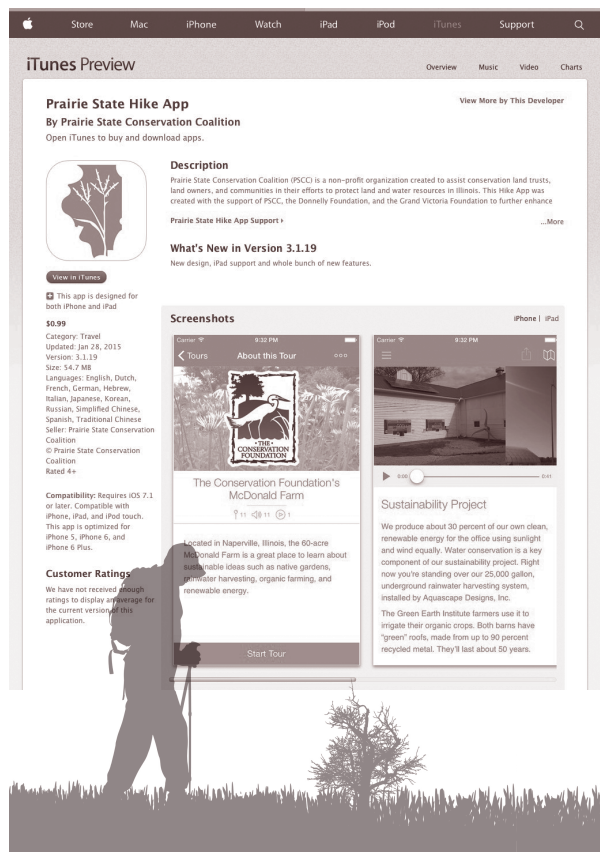 Store Mac iPhone Watch iPad iPod iTunes Support
iTunes Preview
Overview Music Video Charts
Prairie State Hike App
View More by This Developer
By Prairie State Conservation Coalition
Open iTunes to buy and download apps.
Description
Prairie State Conservation Coalition (PSCC) is a non-profit organization created to assist conservation land trusts,
land owners, and communities in their efforts to protect land and water resources in Illinois. This Hike App was
created with the support of PSCC, the Donnelly Foundation, and the Grand Victoria Foundation to further enhance
Prairie State Hike App Support
...More
What's New in Version 3.1.19
New design, iPad support and whole bunch of new features.
View in iTunes
This app is designed for
both iPhone and iPad
$0.99
Category: Travel
Updated: Jan 28, 2015
Version: 3.1.19
Size: 54.7 MB
Languages: English, Dutch,
French, German, Hebrew,
Italian, Japanese, Korean,
Russian, Simplified Chinese,
Spanish, Traditional Chinese
Seller: Prairie State Conservation
Coalition
© Prairie State Conservation
Coalition
Rated 4+
Compatibility: Requires iOS 7.1
or later. Compatible with
iPhone, iPad, and iPod touch.
This app is optimized for
iPhone 5, iPhone 6, and
iPhone 6 Plus.
Customer Ratings
We have not received enough
ratings to display an average for
the current version of this
application.
Screenshots
iPhone | iPad
Carrier 9:32 PM
Tours About this Tour
THE
CONSERVATION
FOUNDATION
The Conservation Foundation's
McDonald Farm
11 11 1
Located in Naperville, Illinois, the 60-acre
McDonald Farm is a great place to learn about
sustainable ideas such as native gardens,
rainwater harvesting, organic farming, and
renewable energy.
Start Tour
Carrier 9:32 PM
0:00 0:01
Sustainability Project
We produce about 30 percent of our own clean,
renewable energy for the office using sunlight
and wind equally. Water conservation is a key
component of our sustainability project. Right
now you're standing over our 25,000 gallon,
underground rainwater harvesting system,
installed by Aquascape Designs, Inc.
The Green Earth Institute farmers use it to
irrigate their organic crops. Both barns have
"green" roofs, made from up to 90 percent
recycled metal. They'll last about 50 years.